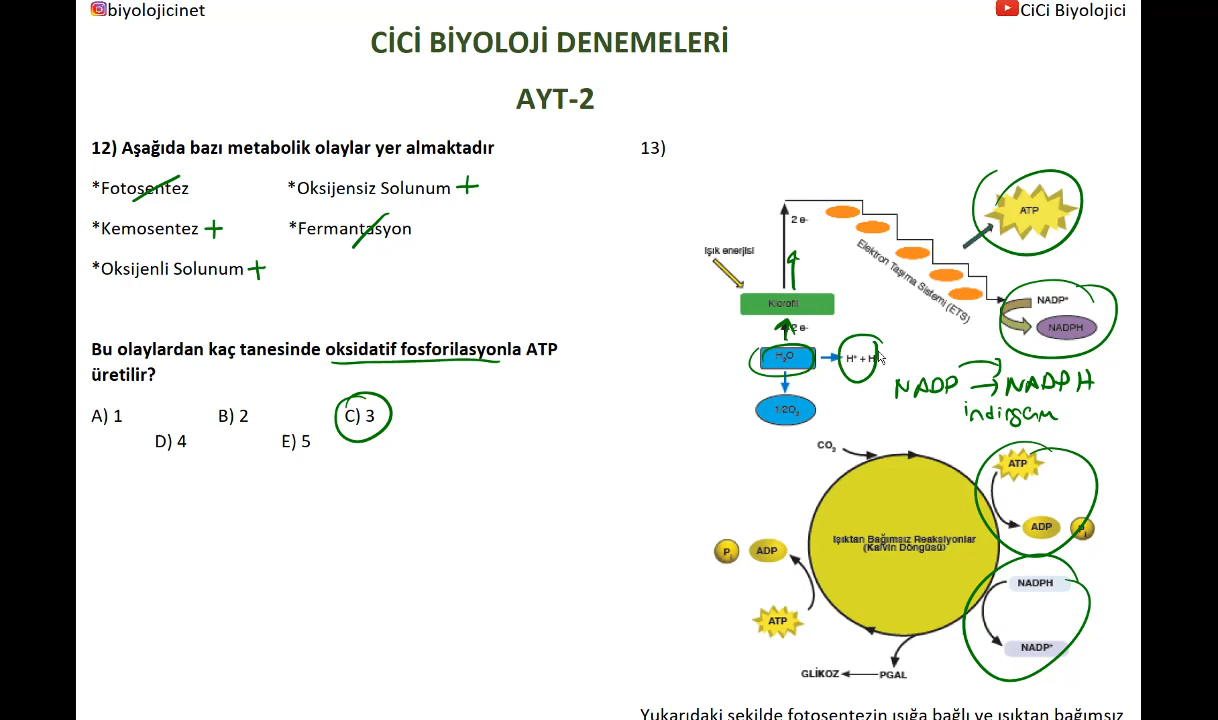 biyolojicinet
CiCi Biyolojici
CİCİ BİYOLOJİ DENEMELERİ
AYT-2
12) Aşağıda bazı metabolik olaylar yer almaktadır
*Fotosentez
*Oksijensiz Solunum +
*Kemosentez +
*Fermantasyon
*Oksijenli Solunum +
Bu olaylardan kaç tanesinde oksidatif fosforilasyonla ATP
üretilir?
A) 1
B) 2
C) 3
D) 4
E) 5
13)
ATP
2 e-
Işık enerjisi
Elektron Taşıma Sistemi (ETS)
Klorofil
NADP⁺
NADPH
2 e-
H₂O
H⁺ + H
1/2O₂
NADP → NADPH
CO₂
ATP
ADP
Pi
Işıktan Bağımsız Reaksiyonlar
(Kalvin Döngüsü)
Pi
ADP
NADPH
ATP
NADP⁺
GLİKOZ
PGAL
Yukarıdaki şekilde fotosentezin ışığa bağlı ve ışıktan bağımsız